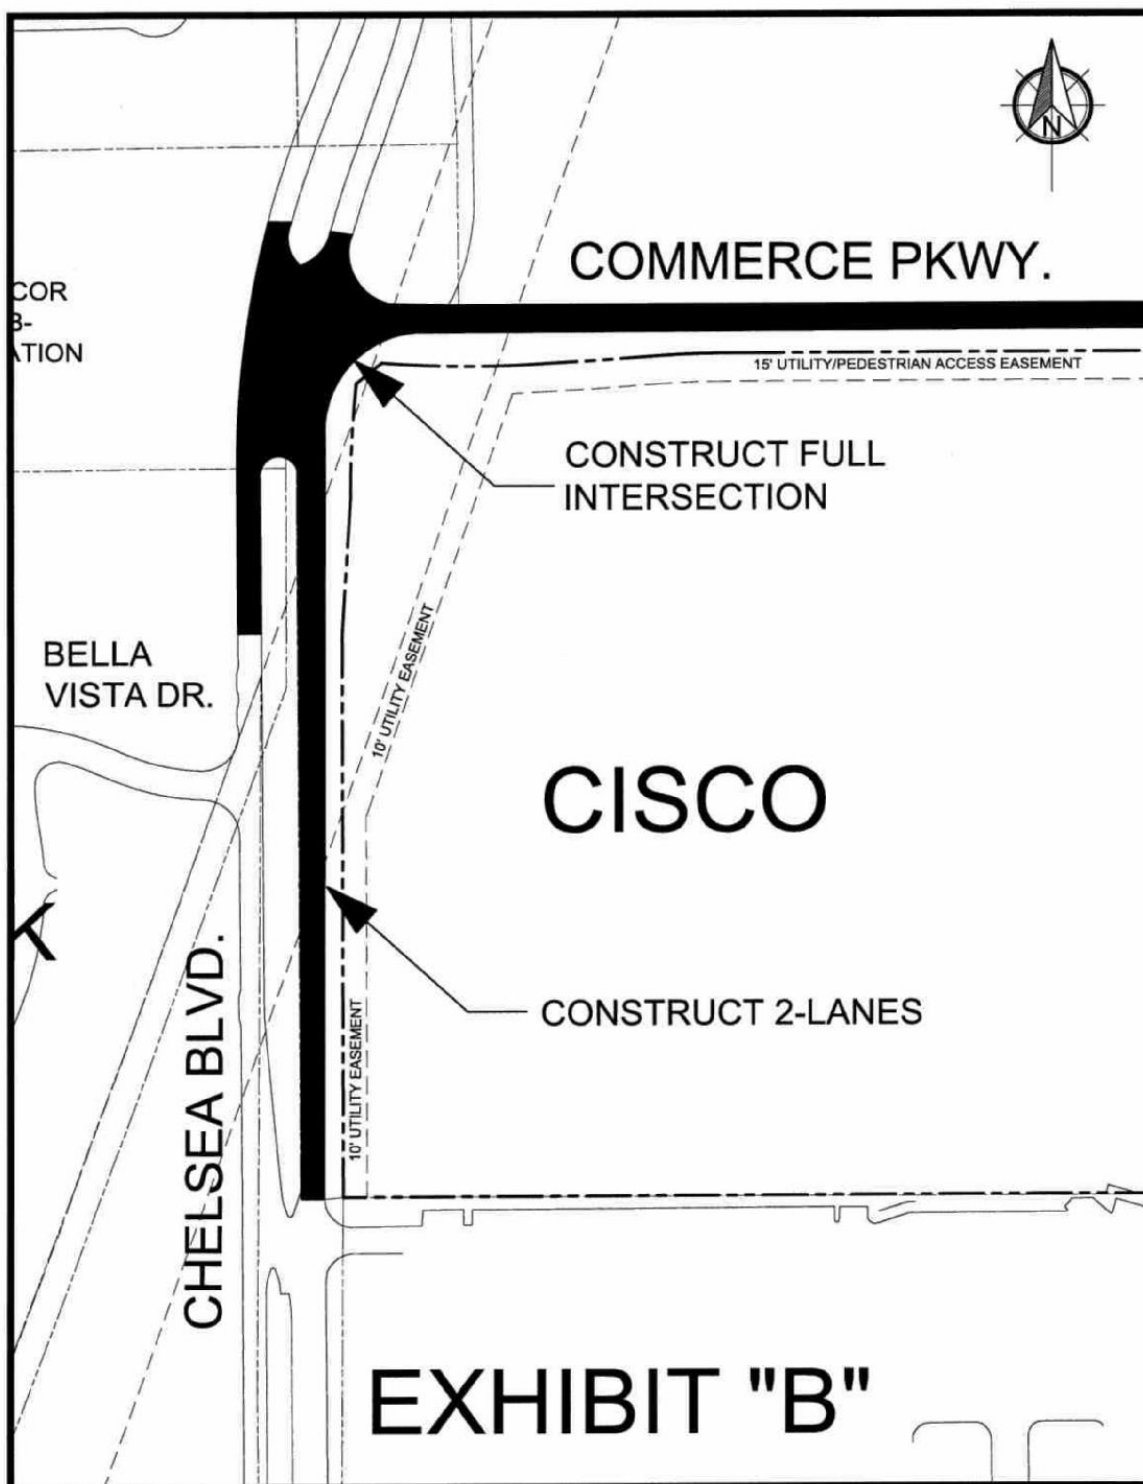 N
COMMERCE PKWY.
COR
B-
ATION
15' UTILITY/PEDESTRIAN ACCESS EASEMENT
CONSTRUCT FULL
INTERSECTION
10' UTILITY EASEMENT
BELLA
VISTA DR.
CISCO
CHELSEA BLVD.
CONSTRUCT 2-LANES
10' UTILITY EASEMENT
EXHIBIT "B"